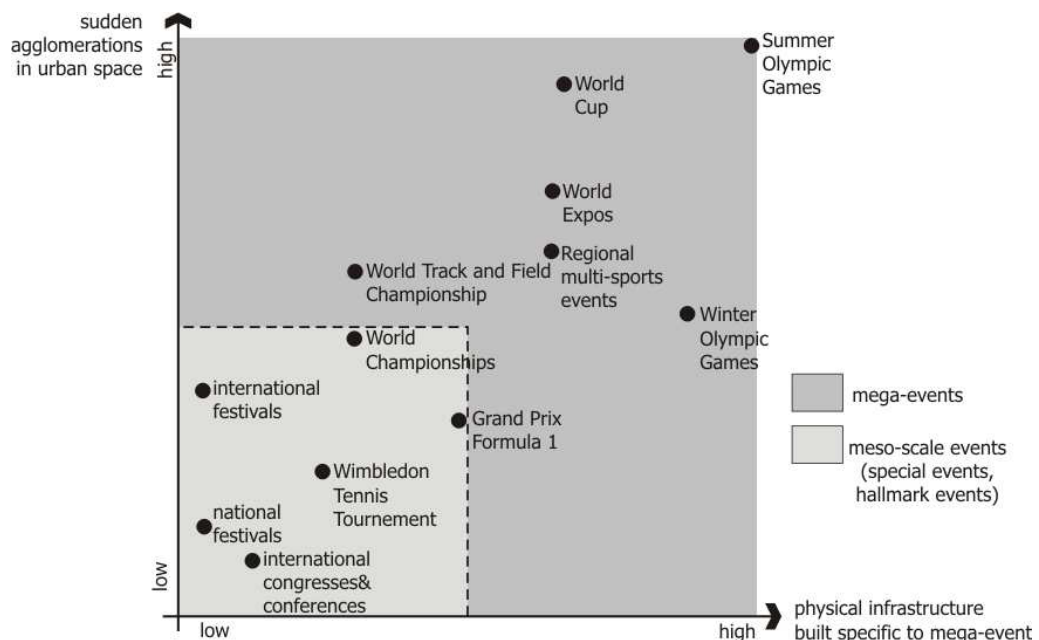 sudden
agglomerations
in urban space
high
Summer
Olympic
Games
World
Cup
World
Expos
Regional
multi-sports
events
World Track and Field
Championship
Winter
Olympic
Games
World
Championships
international
festivals
Grand Prix
Formula 1
mega-events
meso-scale events
(special events,
hallmark events)
Wimbledon
Tennis
Tournement
national
festivals
international
congresses&
conferences
low
low
high
physical infrastructure
built specific to mega-event